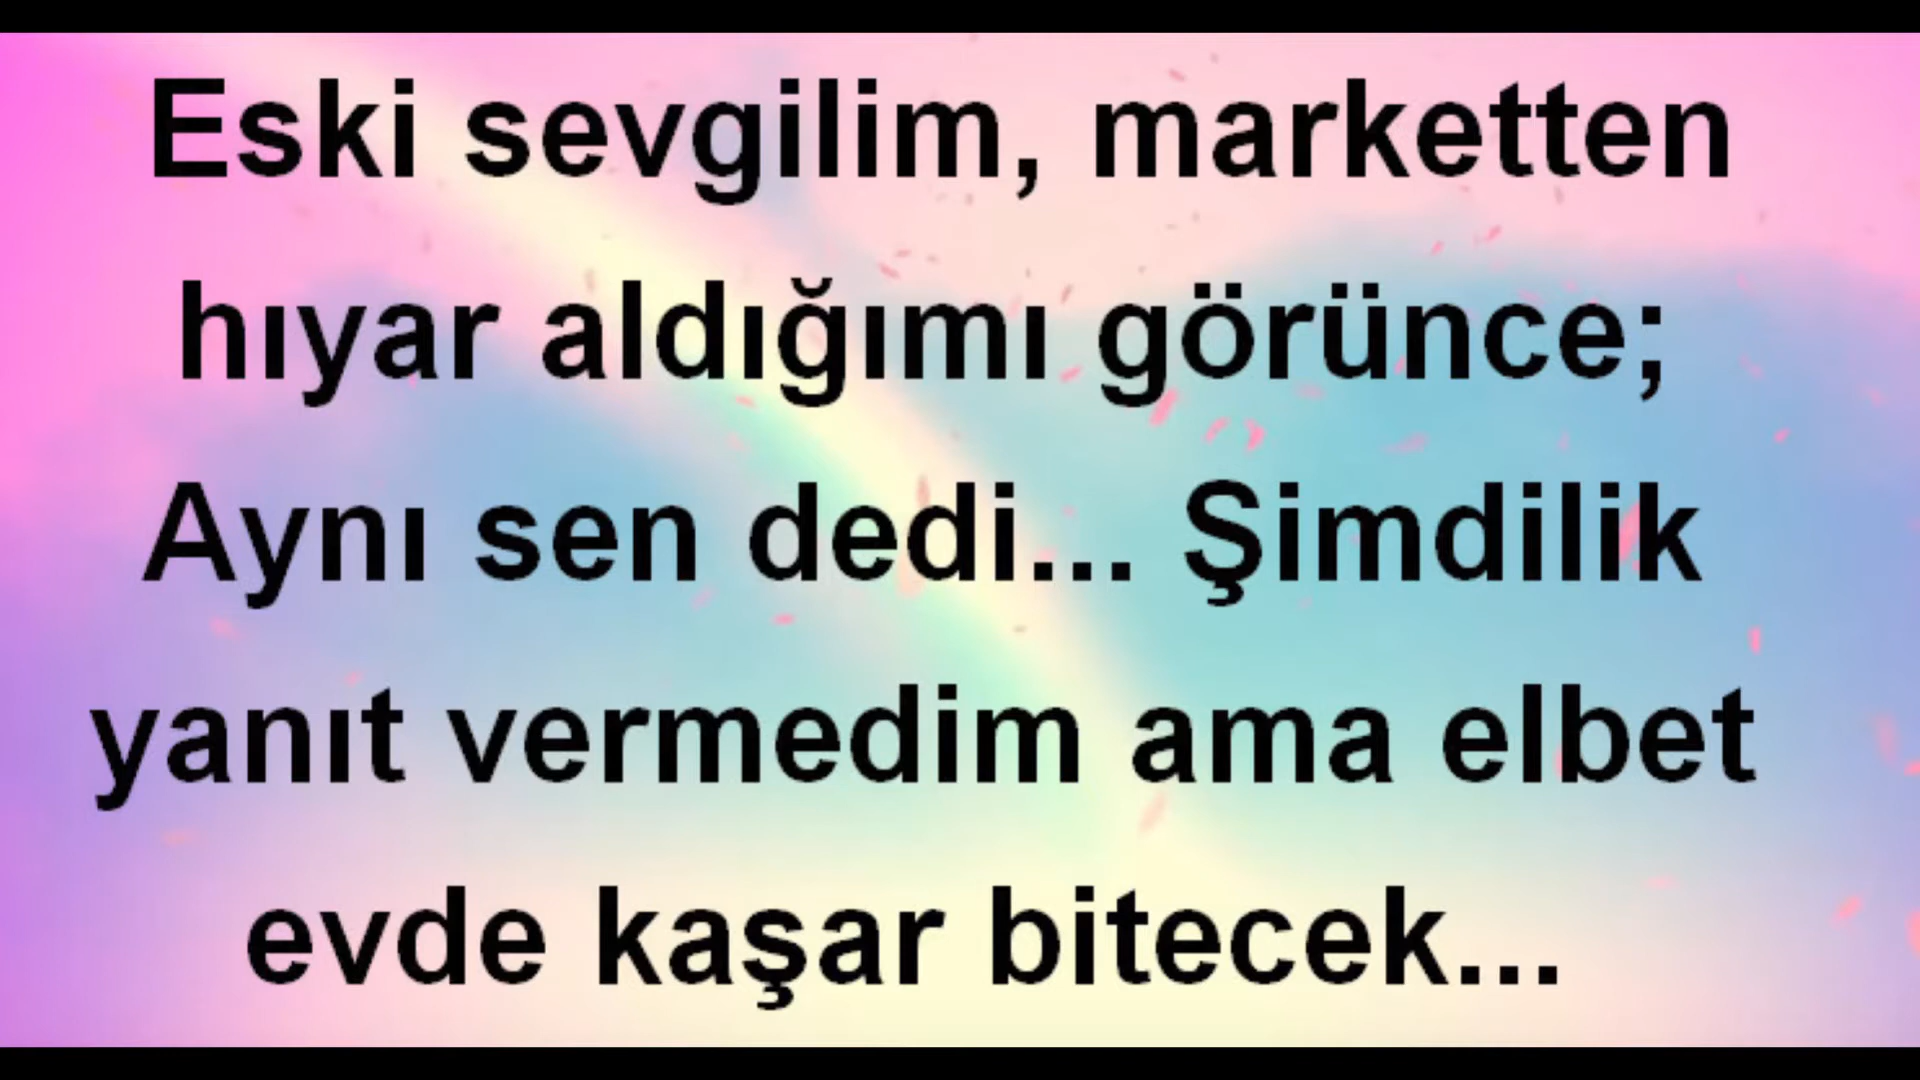 Eski sevgilim, marketten
hıyar aldığımı görünce;
Aynı sen dedi... Şimdilik
yanıt vermedim ama elbet
evde kaşar bitecek...